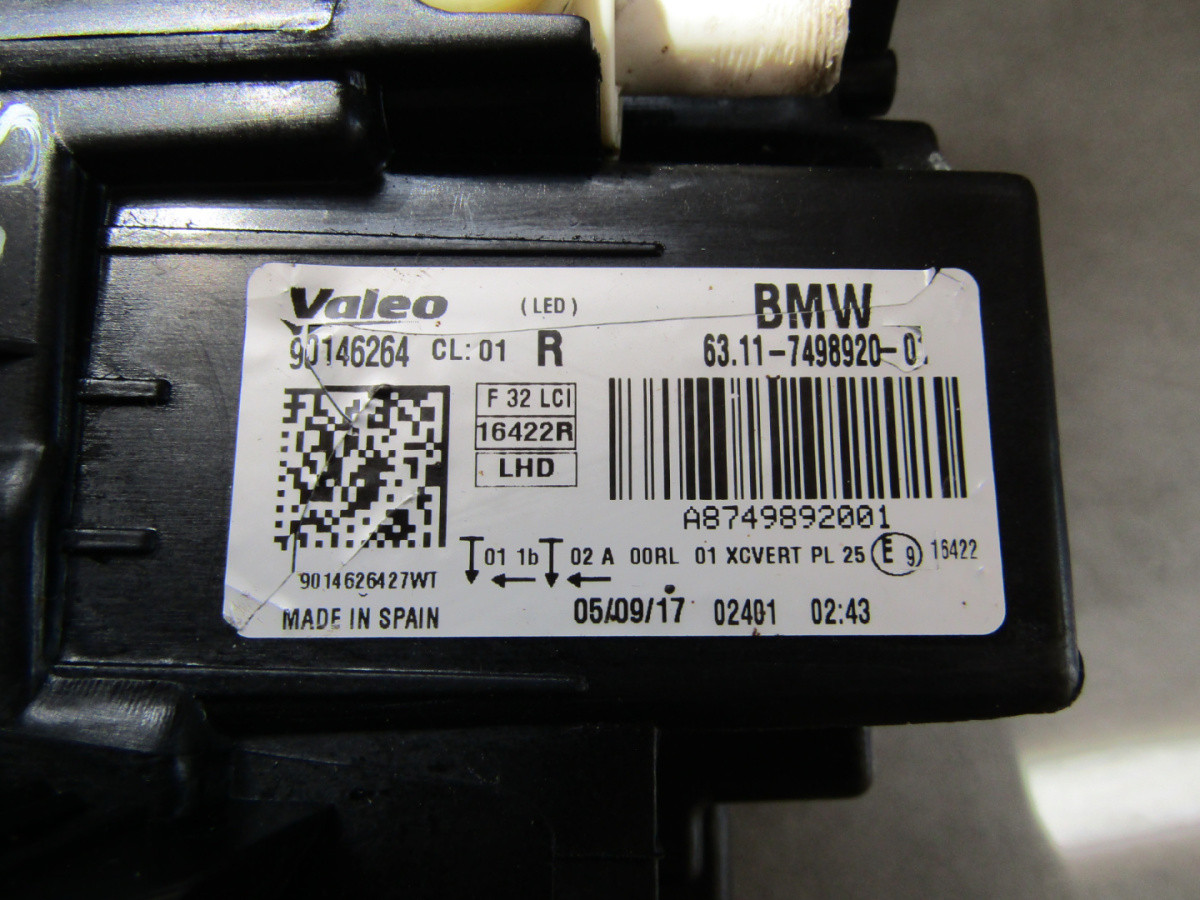 Valeo (LED) BMW
90146264 CL: 01 R 63.11-7498920-0
F 32 LCI
16422R
LHD
A8749892001
01 1b 02 A 00RL 01 XCVERT PL 25 E 9 16422
9014626427WT
MADE IN SPAIN 05/09/17 02401 02:43